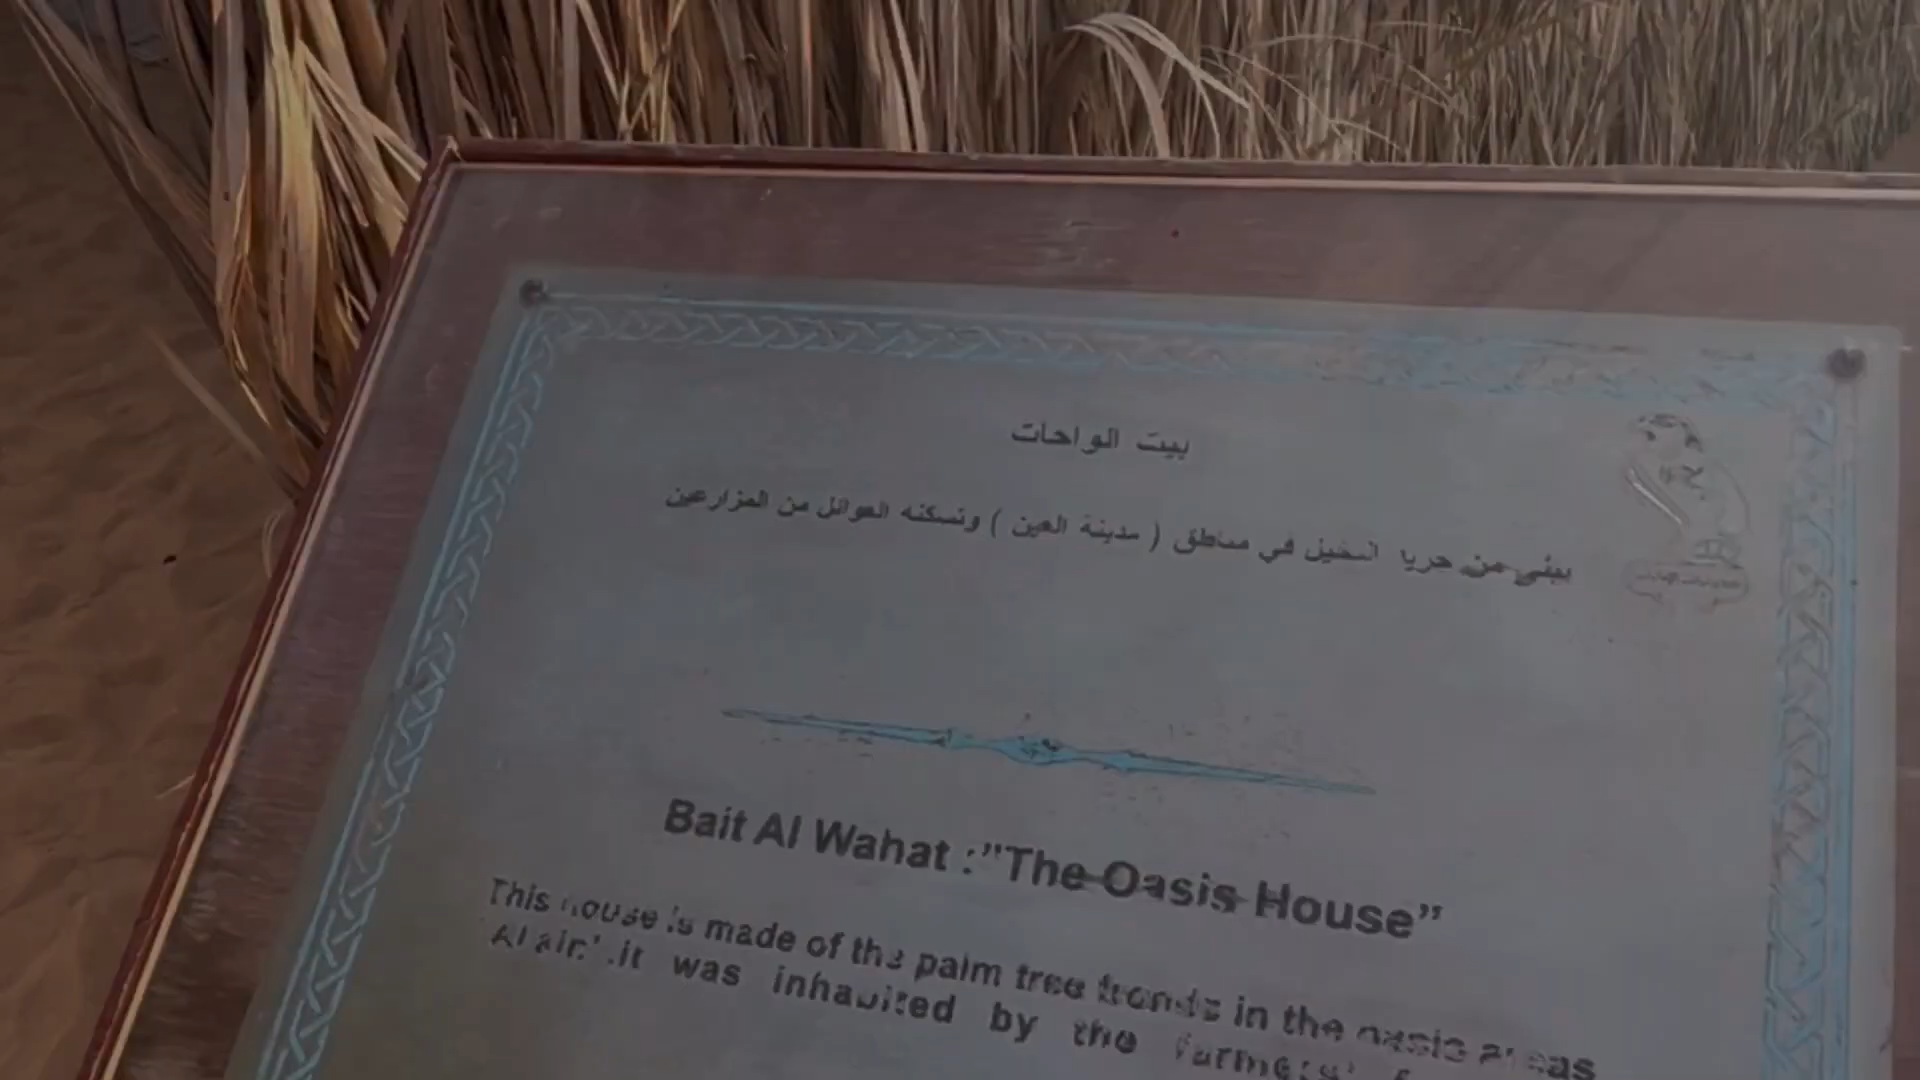 بيت الواحات
يبنى من جريد النخيل في مناطق ( مدينة العين ) وتسكنه العوائل من المزارعين
Bait Al Wahat :"The Oasis House"
This house is made of the palm tree fronds in the oasis areas
Al ain' .it was inhabited by the farmers'